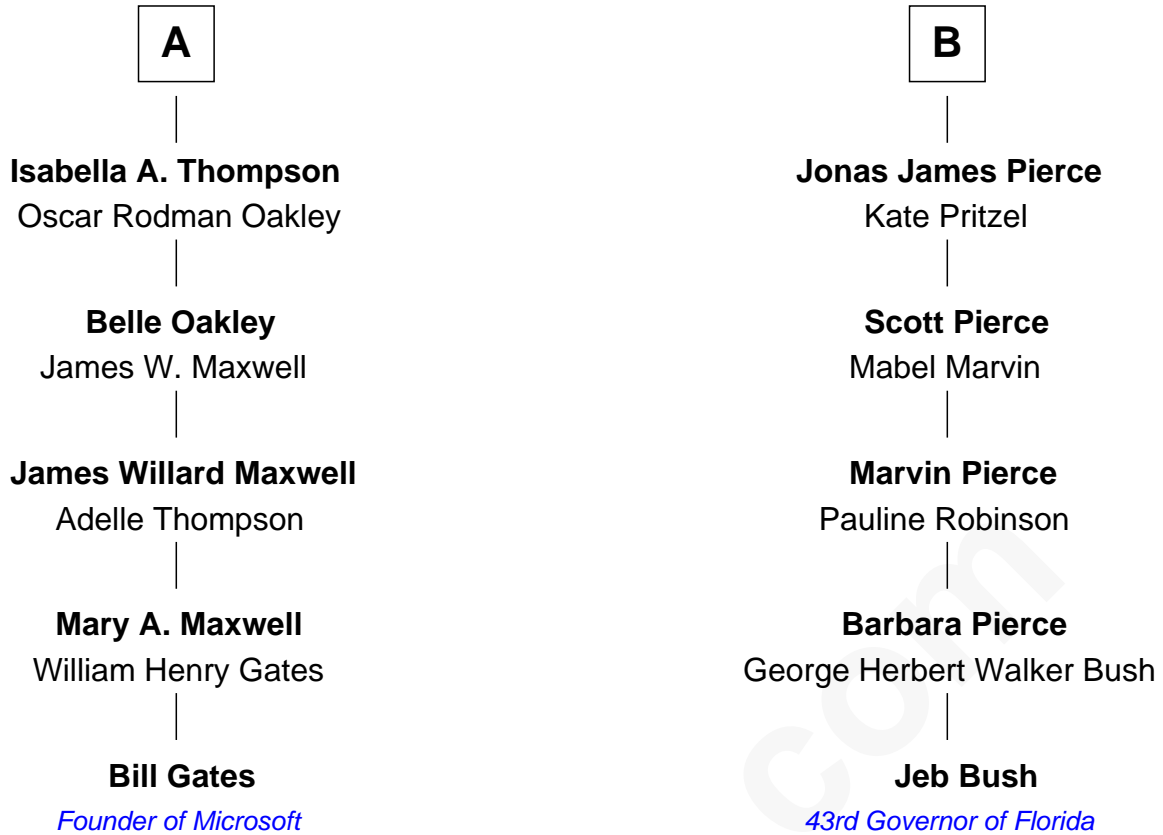 A
Isabella A. Thompson
Oscar Rodman Oakley
Belle Oakley
James W. Maxwell
James Willard Maxwell
Adelle Thompson
Mary A. Maxwell
William Henry Gates
Bill Gates
Founder of Microsoft
B
Jonas James Pierce
Kate Pritzel
Scott Pierce
Mabel Marvin
Marvin Pierce
Pauline Robinson
Barbara Pierce
George Herbert Walker Bush
Jeb Bush
43rd Governor of Florida
com